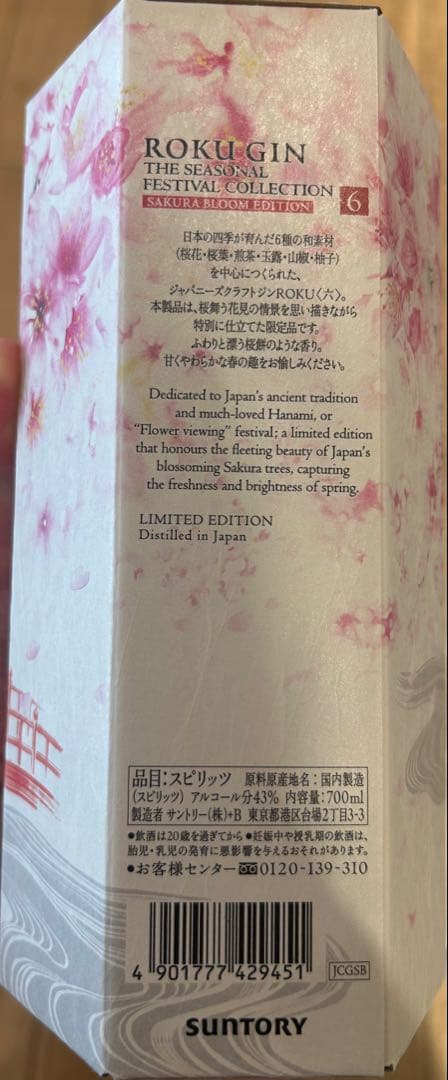 ROKU GIN
THE SEASONAL
FESTIVAL COLLECTION
SAKURA BLOOM EDITION
6
日本の四季が育んだ6種の和素材
(桜花・桜葉・煎茶・玉露・山椒・柚子)
を中心につくられた、
ジャパニーズクラフトジンROKU〈六〉。
本製品は、桜舞う花見の情景を思い描きながら
特別に仕立てた限定品です。
ふわりと漂う桜餅のような香り。
甘くやわらかな春の趣をお愉しみください。
Dedicated to Japan's ancient tradition
and much-loved Hanami, or
"Flower viewing" festival; a limited edition
that honours the fleeting beauty of Japan's
blossoming Sakura trees, capturing
the freshness and brightness of spring.
LIMITED EDITION
Distilled in Japan
品目:スピリッツ 原料原産地名:国内製造
(スピリッツ) アルコール分43% 内容量:700ml
製造者 サントリー(株)+B 東京都港区台場2丁目3-3
●飲酒は20歳を過ぎてから ●妊娠中や授乳期の飲酒は、
胎児・乳児の発育に悪影響を与えるおそれがあります。
●お客様センター 0120-139-310
4 901777 429451
JCGSB
SUNTORY